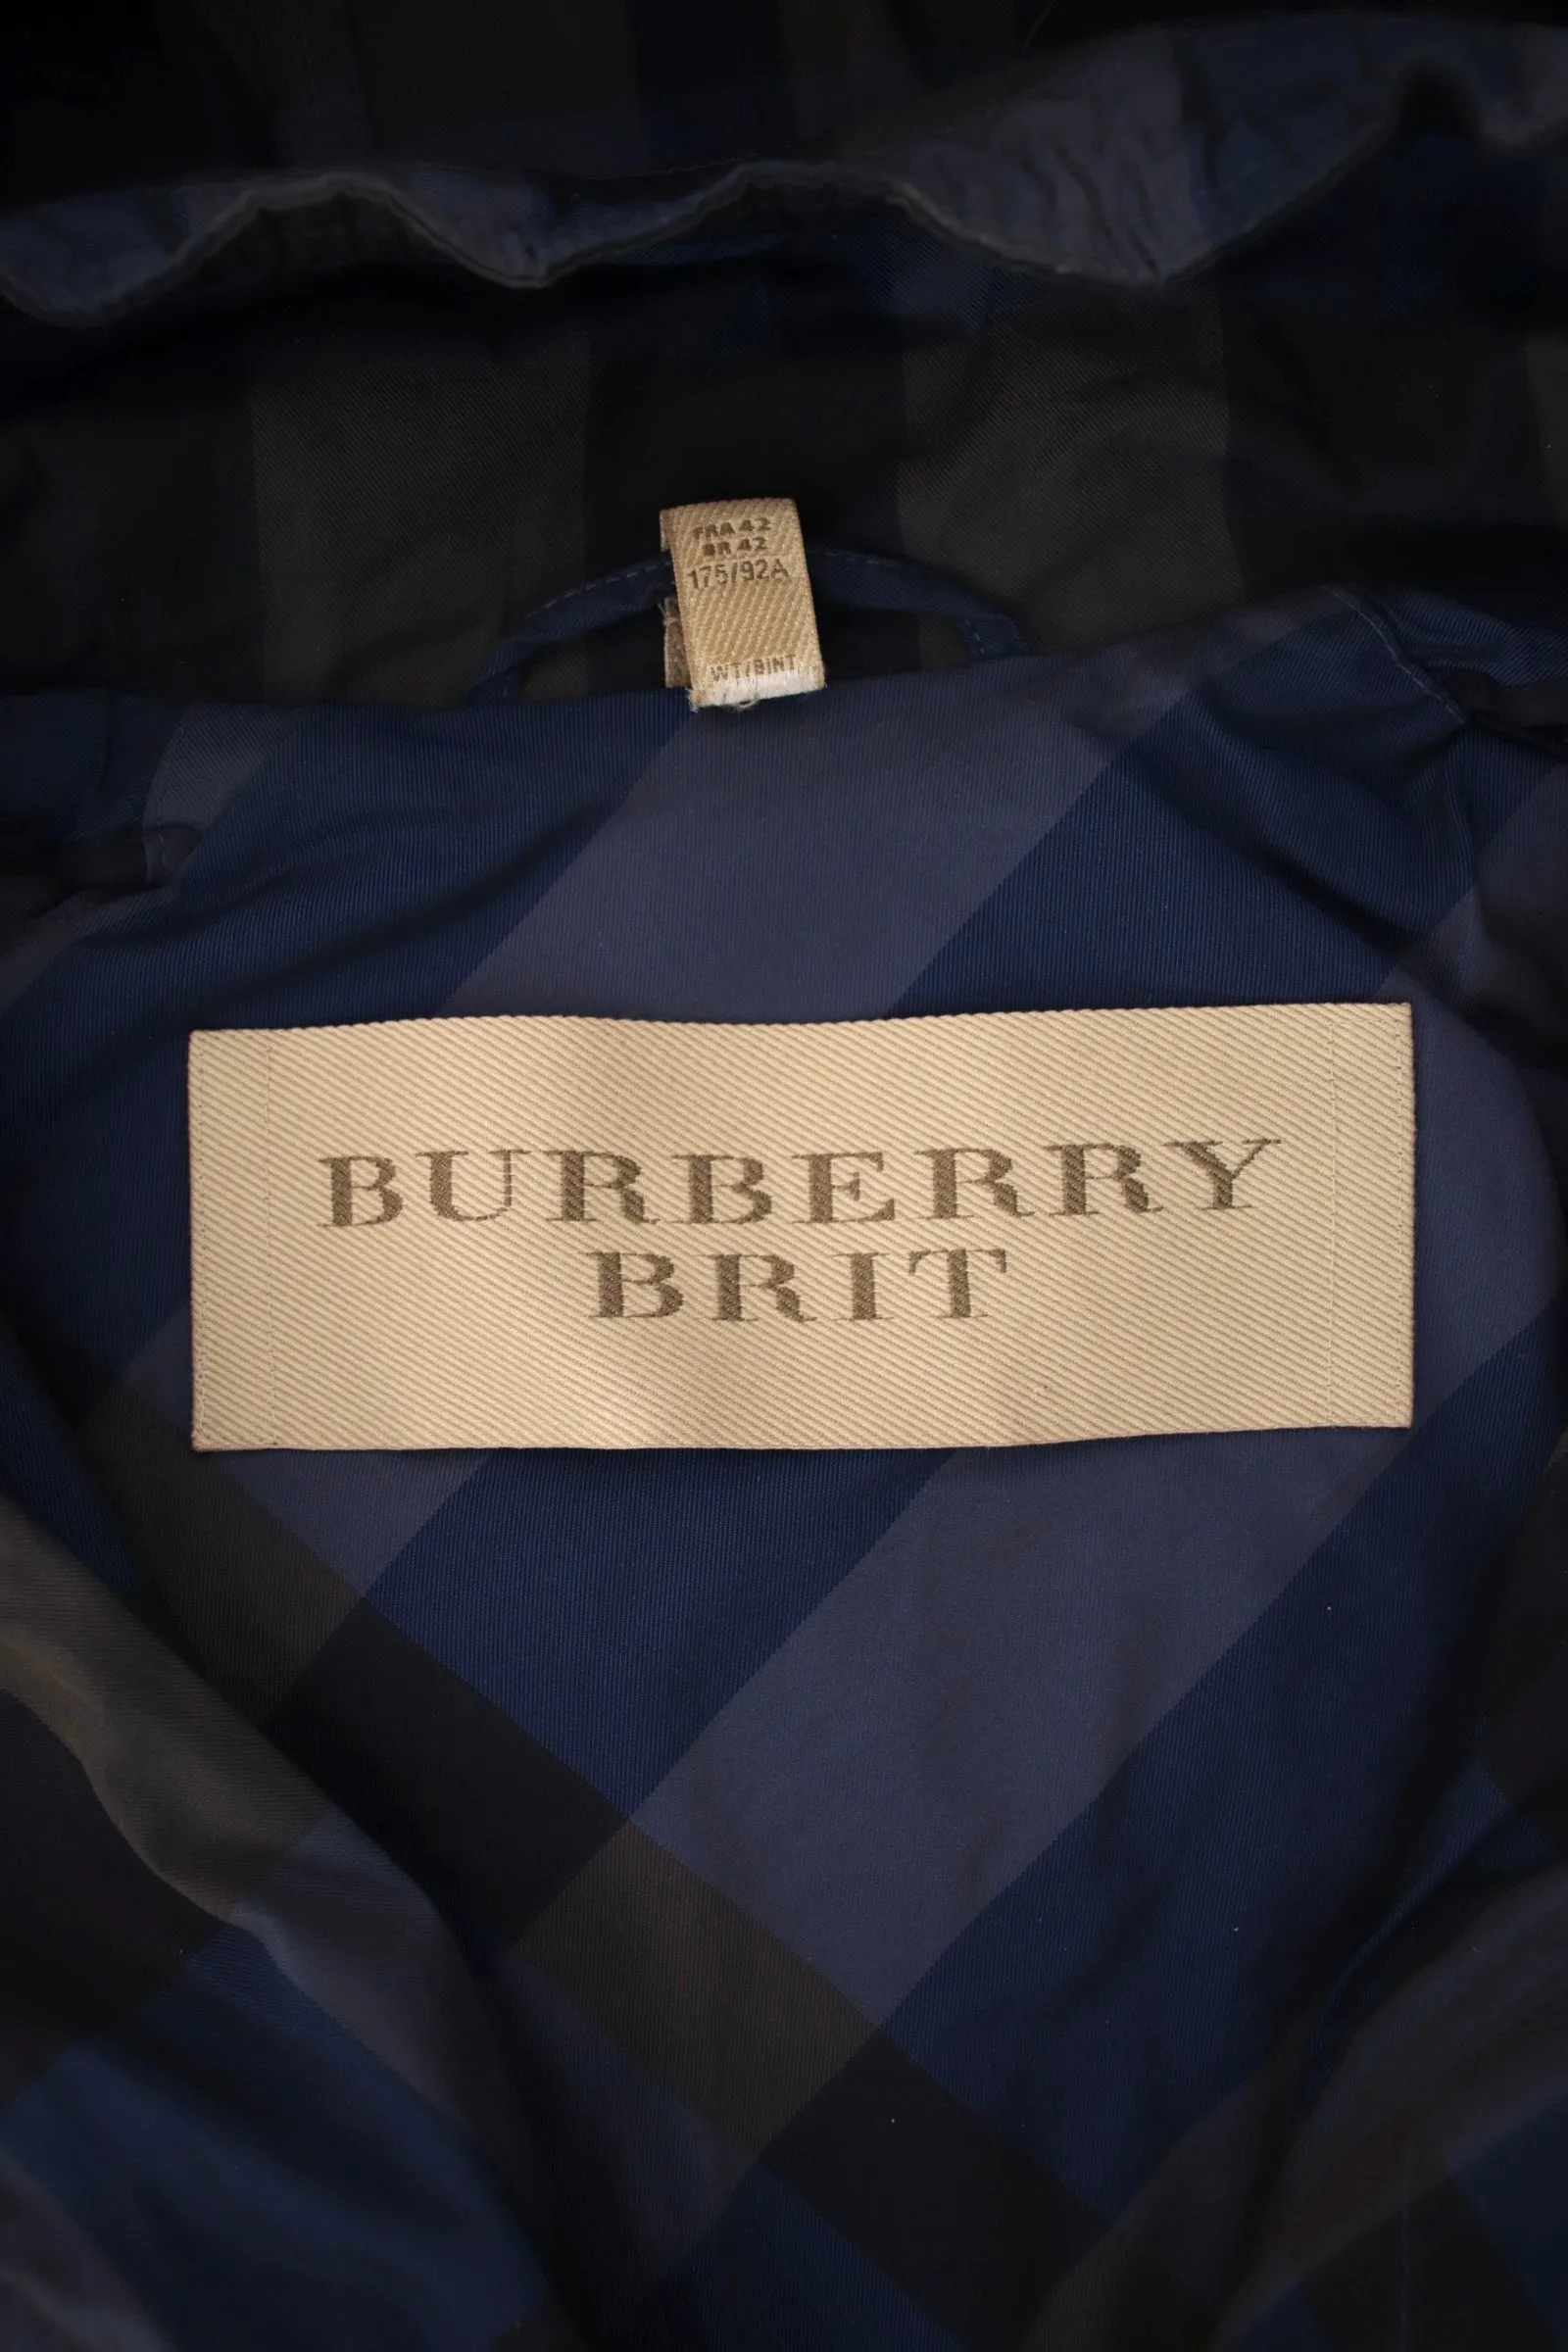 FRA 42
BR 42
175/92A
WT/BINT
BURBERRY
BRIT